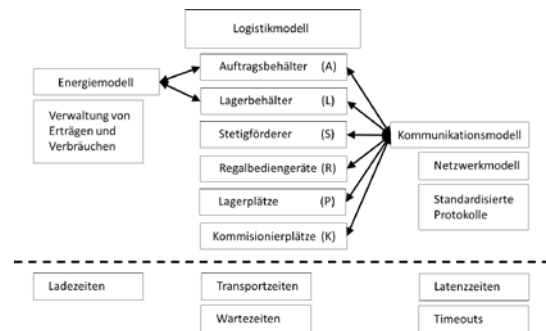 Logistikmodell
Auftragsbehälter (A)
Energiemodell
Lagerbehälter (L)
Verwaltung von
Erträgen und
Verbräuchen
Stetigförderer (S)
Kommunikationsmodell
Regalbediengeräte (R)
Netzwerkmodell
Lagerplätze (P)
Standardisierte
Protokolle
Kommisionierplätze (K)
Ladezeiten
Transportzeiten
Latenzzeiten
Wartezeiten
Timeouts